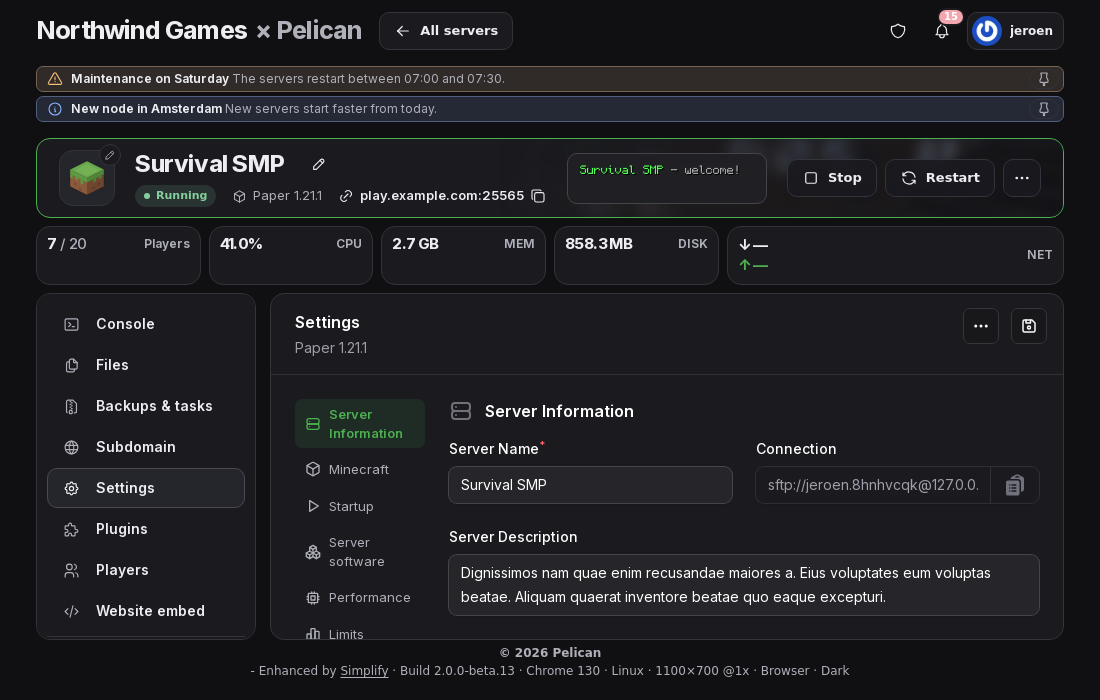 Northwind Games × Pelican
All servers
15
jeroen
Maintenance on Saturday The servers restart between 07:00 and 07:30.
New node in Amsterdam New servers start faster from today.
Survival SMP
Running
Paper 1.21.1
play.example.com:25565
Survival SMP — welcome!
Stop
Restart
7 / 20 Players
41.0% CPU
2.7 GB MEM
858.3 MB DISK
↓—
↑—
NET
Console
Files
Backups & tasks
Subdomain
Settings
Plugins
Players
Website embed
Settings
Paper 1.21.1
Server
Information
Minecraft
Startup
Server
software
Performance
Limits
Server Information
Server Name*
Survival SMP
Connection
sftp://jeroen.8hnhvcqk@127.0.0.
Server Description
Dignissimos nam quae enim recusandae maiores a. Eius voluptates eum voluptas
beatae. Aliquam quaerat inventore beatae quo eaque excepturi.
© 2026 Pelican
- Enhanced by Simplify · Build 2.0.0-beta.13 · Chrome 130 · Linux · 1100×700 @1x · Browser · Dark